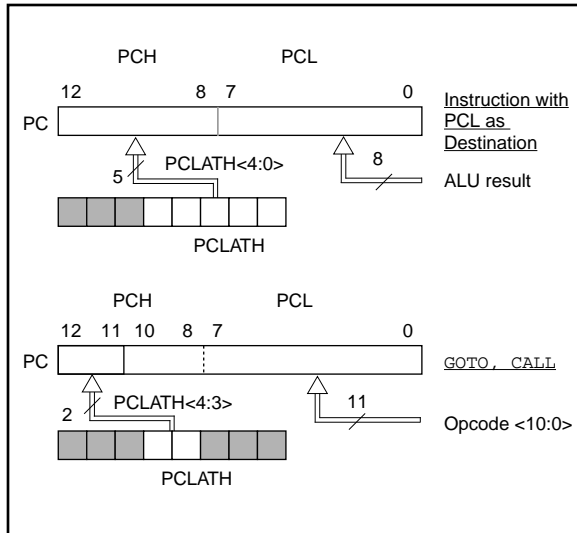 PCH PCL
12 8 7 0
Instruction with
PC PCL as
Destination
5 PCLATH<4:0> 8
ALU result
PCLATH
PCH PCL
12 11 10 8 7 0
PC GOTO, CALL
2 PCLATH<4:3> 11
Opcode <10:0>
PCLATH